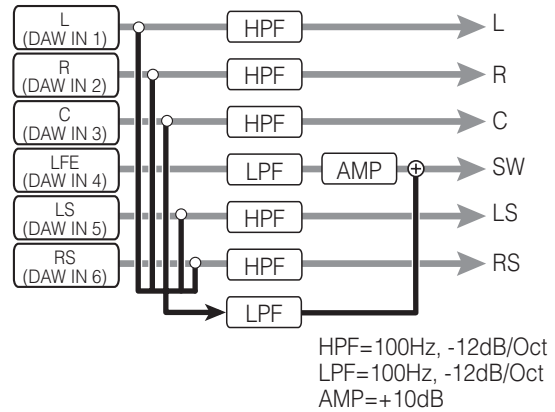 L
(DAW IN 1)
HPF
L
R
(DAW IN 2)
HPF
R
C
(DAW IN 3)
HPF
C
LFE
(DAW IN 4)
LPF
AMP
SW
LS
(DAW IN 5)
HPF
LS
RS
(DAW IN 6)
HPF
RS
LPF
HPF=100Hz, -12dB/Oct
LPF=100Hz, -12dB/Oct
AMP=+10dB